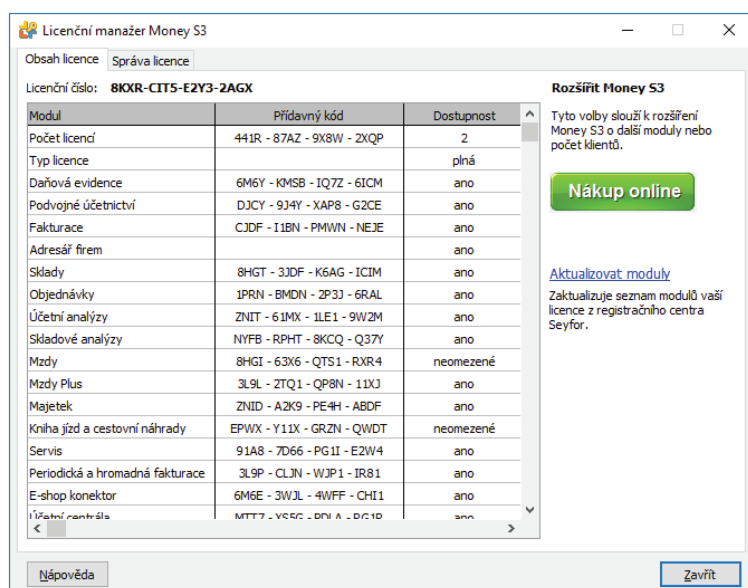 Licenční manažer Money S3
Obsah licence Správa licence
Licenční číslo: 8KXR-CIT5-E2Y3-2AGX
Modul Přídavný kód Dostupnost
Počet licencí 441R - 87AZ - 9X8W - 2XQP 2
Typ licence plná
Daňová evidence 6M6Y - KMSB - IQ7Z - 6ICM ano
Podvojné účetnictví DJCY - 9J4Y - XAP8 - G2CE ano
Fakturace CJDF - I1BN - PMWN - NEJE ano
Adresář firem ano
Sklady 8HGT - 3JDF - K6AG - ICIM ano
Objednávky 1PRN - BMDN - 2P3J - 6RAL ano
Účetní analýzy ZNIT - 61MX - 1LE1 - 9W2M ano
Skladové analýzy NYFB - RPHT - 8KCQ - Q37Y ano
Mzdy 8HGI - 63X6 - QTS1 - RXR4 neomezené
Mzdy Plus 3L9L - 2TQ1 - QP8N - 11XJ ano
Majetek ZNID - A2K9 - PE4H - ABDF ano
Kniha jízd a cestovní náhrady EPWX - Y11X - GRZN - QWDT neomezené
Servis 91A8 - 7D66 - PG1I - E2W4 ano
Periodická a hromadná fakturace 3L9P - CLJN - WJP1 - IR81 ano
E-shop konektor 6M6E - 3WJL - 4WFF - CHI1 ano
Účetní centrála ano
Rozšířit Money S3
Tyto volby slouží k rozšíření
Money S3 o další moduly nebo
počet klientů.
Nákup online
Aktualizovat moduly
Zaktualizuje seznam modulů vaší
licence z registračního centra
Seyfor.
Nápověda Zavřít